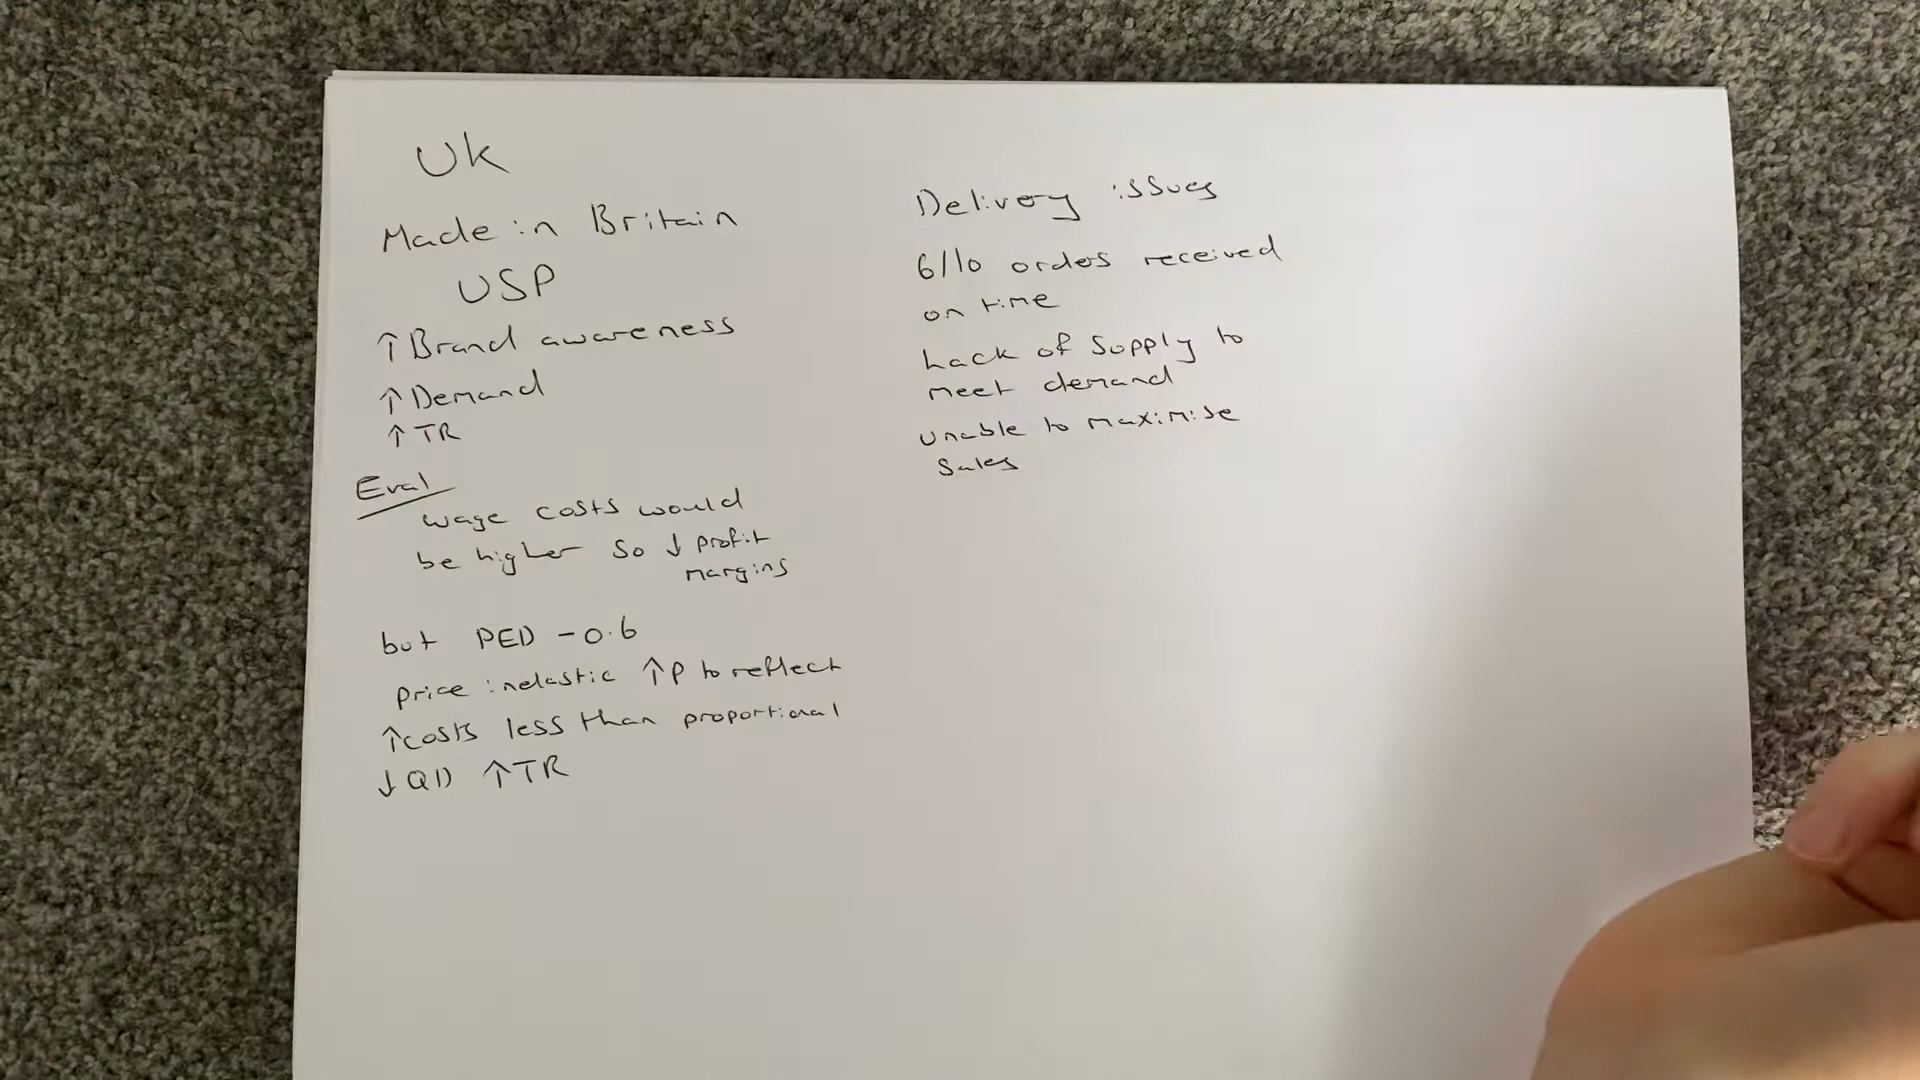 UK
Made in Britain
USP
↑ Brand awareness
↑ Demand
↑ TR
Eval
wage costs would
be higher so ↓ profit
margins
but PED -0.6
price inelastic ↑P to reflect
↑costs less than proportional
↓ QD ↑TR
Delivery issues
6/10 orders received
on time
Lack of supply to
meet demand
unable to maximise
sales